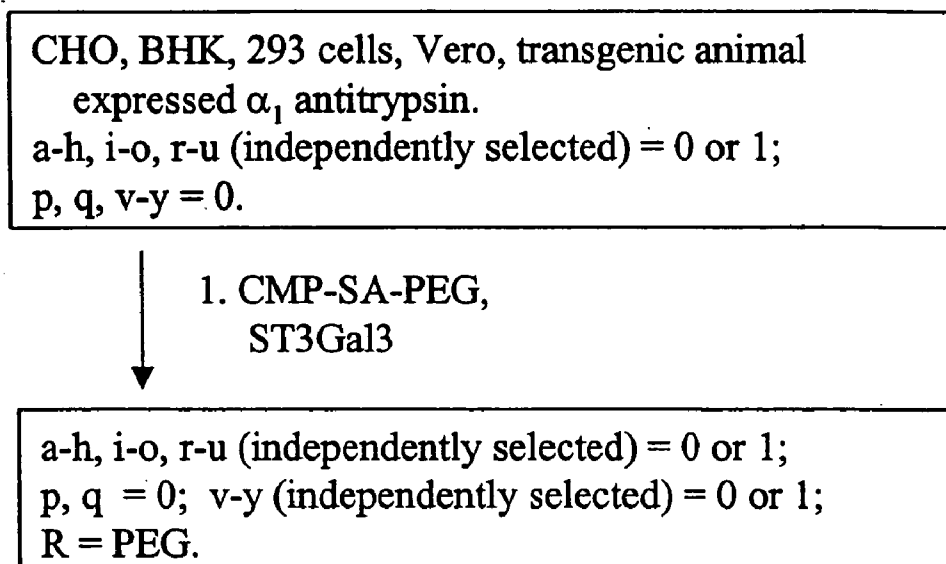 CHO, BHK, 293 cells, Vero, transgenic animal
expressed α₁ antitrypsin.
a-h, i-o, r-u (independently selected) = 0 or 1;
p, q, v-y = 0.
1. CMP-SA-PEG,
ST3Gal3
a-h, i-o, r-u (independently selected) = 0 or 1;
p, q = 0; v-y (independently selected) = 0 or 1;
R = PEG.